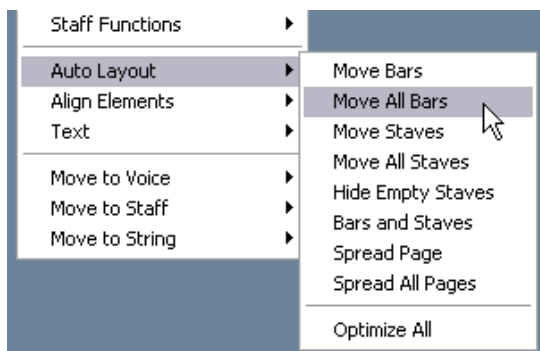 Staff Functions
Auto Layout
Align Elements
Text
Move to Voice
Move to Staff
Move to String
Move Bars
Move All Bars
Move Staves
Move All Staves
Hide Empty Staves
Bars and Staves
Spread Page
Spread All Pages
Optimize All